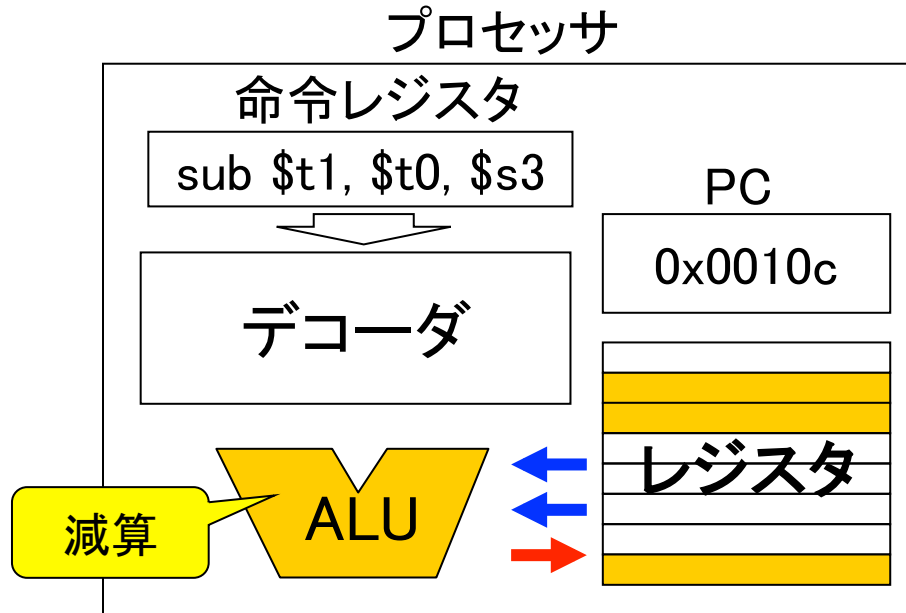 プロセッサ
命令レジスタ
sub $t1, $t0, $s3
PC
0x0010c
デコーダ
レジスタ
ALU
減算